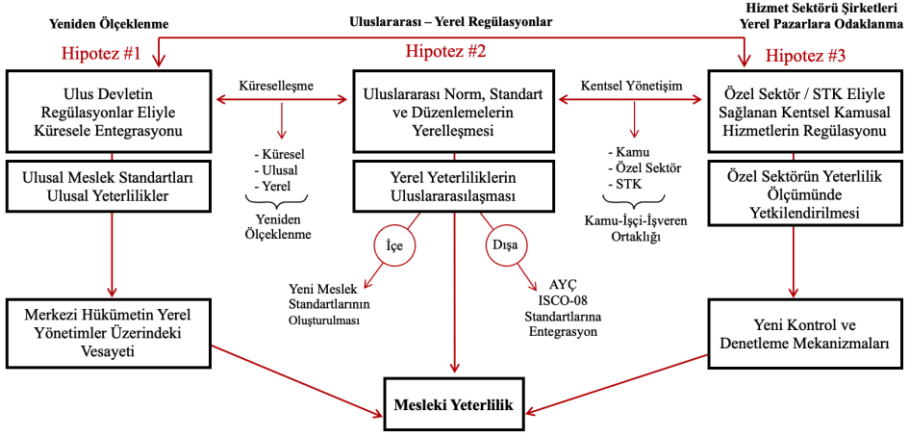 Yeniden Ölçeklenme
Uluslararası – Yerel Regülasyonlar
Hizmet Sektörü Şirketleri
Yerel Pazarlara Odaklanma
Hipotez #1
Hipotez #2
Hipotez #3
Ulus Devletin
Regülasyonlar Eliyle
Küresele Entegrasyonu
Küreselleşme
Uluslararası Norm, Standart
ve Düzenlemelerin
Yerelleşmesi
Kentsel Yönetişim
Özel Sektör / STK Eliyle
Sağlanan Kentsel Kamusal
Hizmetlerin Regülasyonu
- Küresel
- Ulusal
- Yerel
Yeniden
Ölçeklenme
- Kamu
- Özel Sektör
- STK
Kamu-İşçi-İşveren
Ortaklığı
Ulusal Meslek Standartları
Ulusal Yeterlilikler
Yerel Yeterliliklerin
Uluslararasılaşması
Özel Sektörün Yeterlilik
Ölçümünde
Yetkilendirilmesi
İçe
Dışa
Yeni Meslek
Standartlarının
Oluşturulması
AYÇ
ISCO-08
Standartlarına
Entegrasyon
Merkezi Hükümetin Yerel
Yönetimler Üzerindeki
Vesayeti
Yeni Kontrol ve
Denetleme Mekanizmaları
Mesleki Yeterlilik